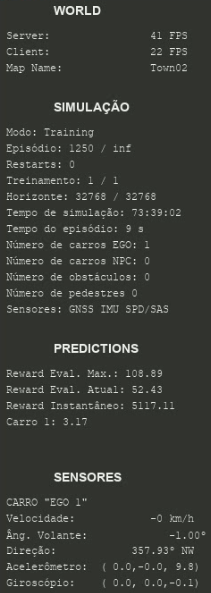 WORLD
Server: 41 FPS
Client: 22 FPS
Map Name: Town02
SIMULAÇÃO
Modo: Training
Episódio: 1250 / inf
Restarts: 0
Treinamento: 1 / 1
Horizonte: 32768 / 32768
Tempo de simulação: 73:39:02
Tempo do episódio: 9 s
Número de carros EGO: 1
Número de carros NPC: 0
Número de obstáculos: 0
Número de pedestres 0
Sensores: GNSS IMU SPD/SAS
PREDICTIONS
Reward Eval. Max.: 108.89
Reward Eval. Atual: 52.43
Reward Instantâneo: 5117.11
Carro 1: 3.17
SENSORES
CARRO "EGO 1"
Velocidade: -0 km/h
Âng. Volante: -1.00°
Direção: 357.93° NW
Acelerômetro: ( 0.0,-0.0, 9.8)
Giroscópio: ( 0.0, 0.0,-0.1)